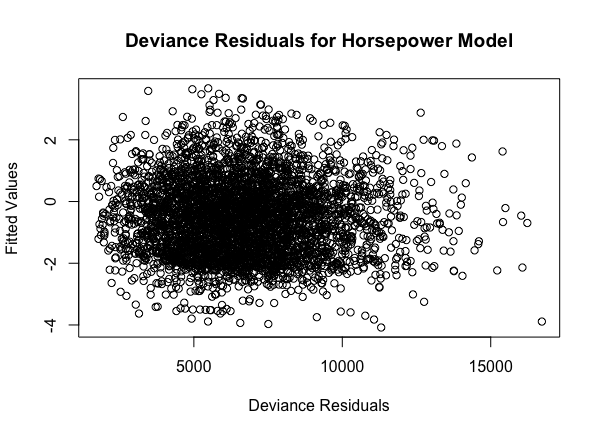 Deviance Residuals for Horsepower Model
Fitted Values
2
0
-2
-4
5000
10000
15000
Deviance Residuals